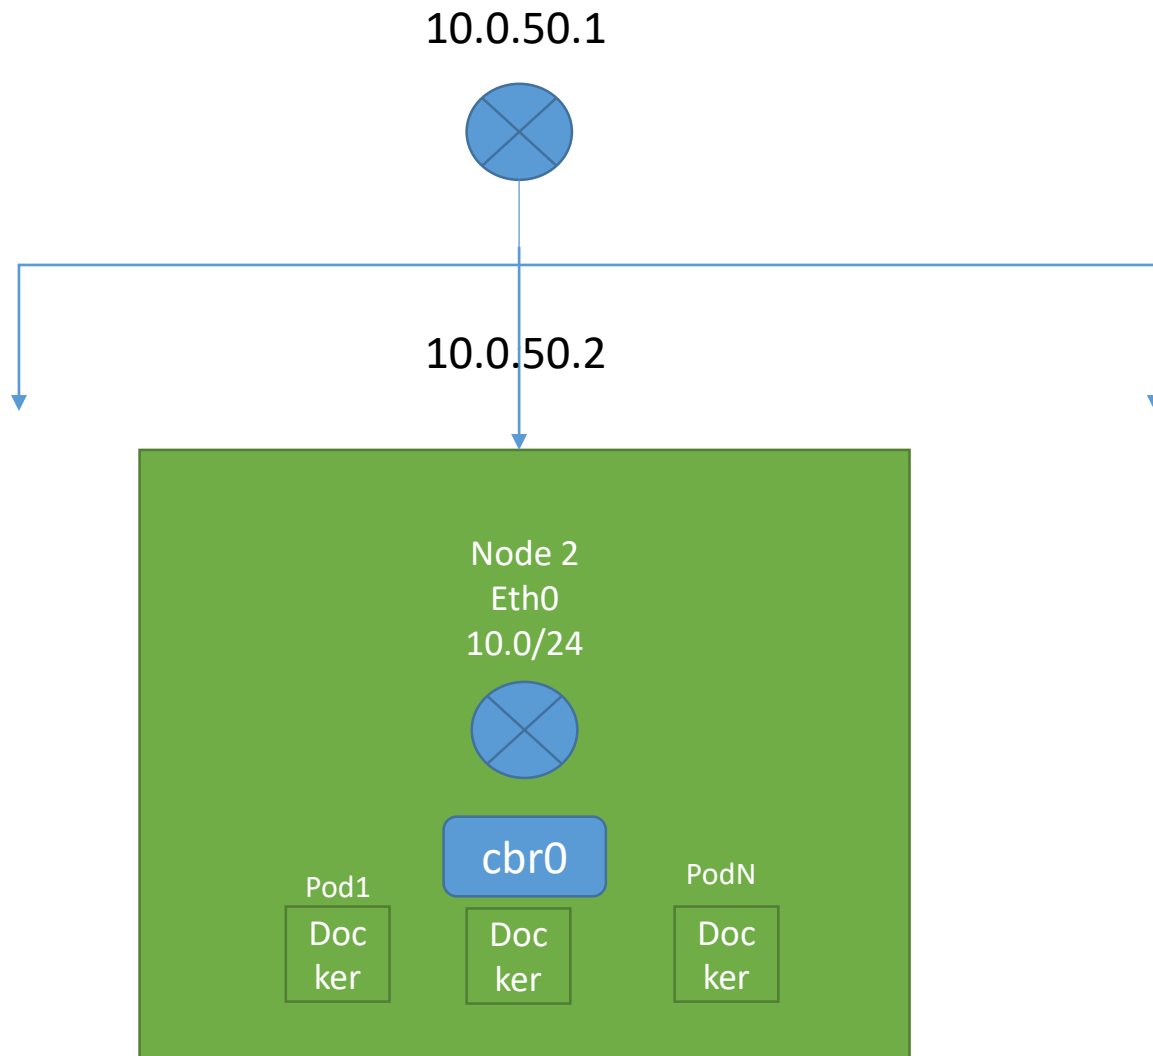 10.0.50.1
10.0.50.2
Node 2
Eth0
10.0/24
cbr0
Pod1
PodN
Doc
ker
Doc
ker
Doc
ker